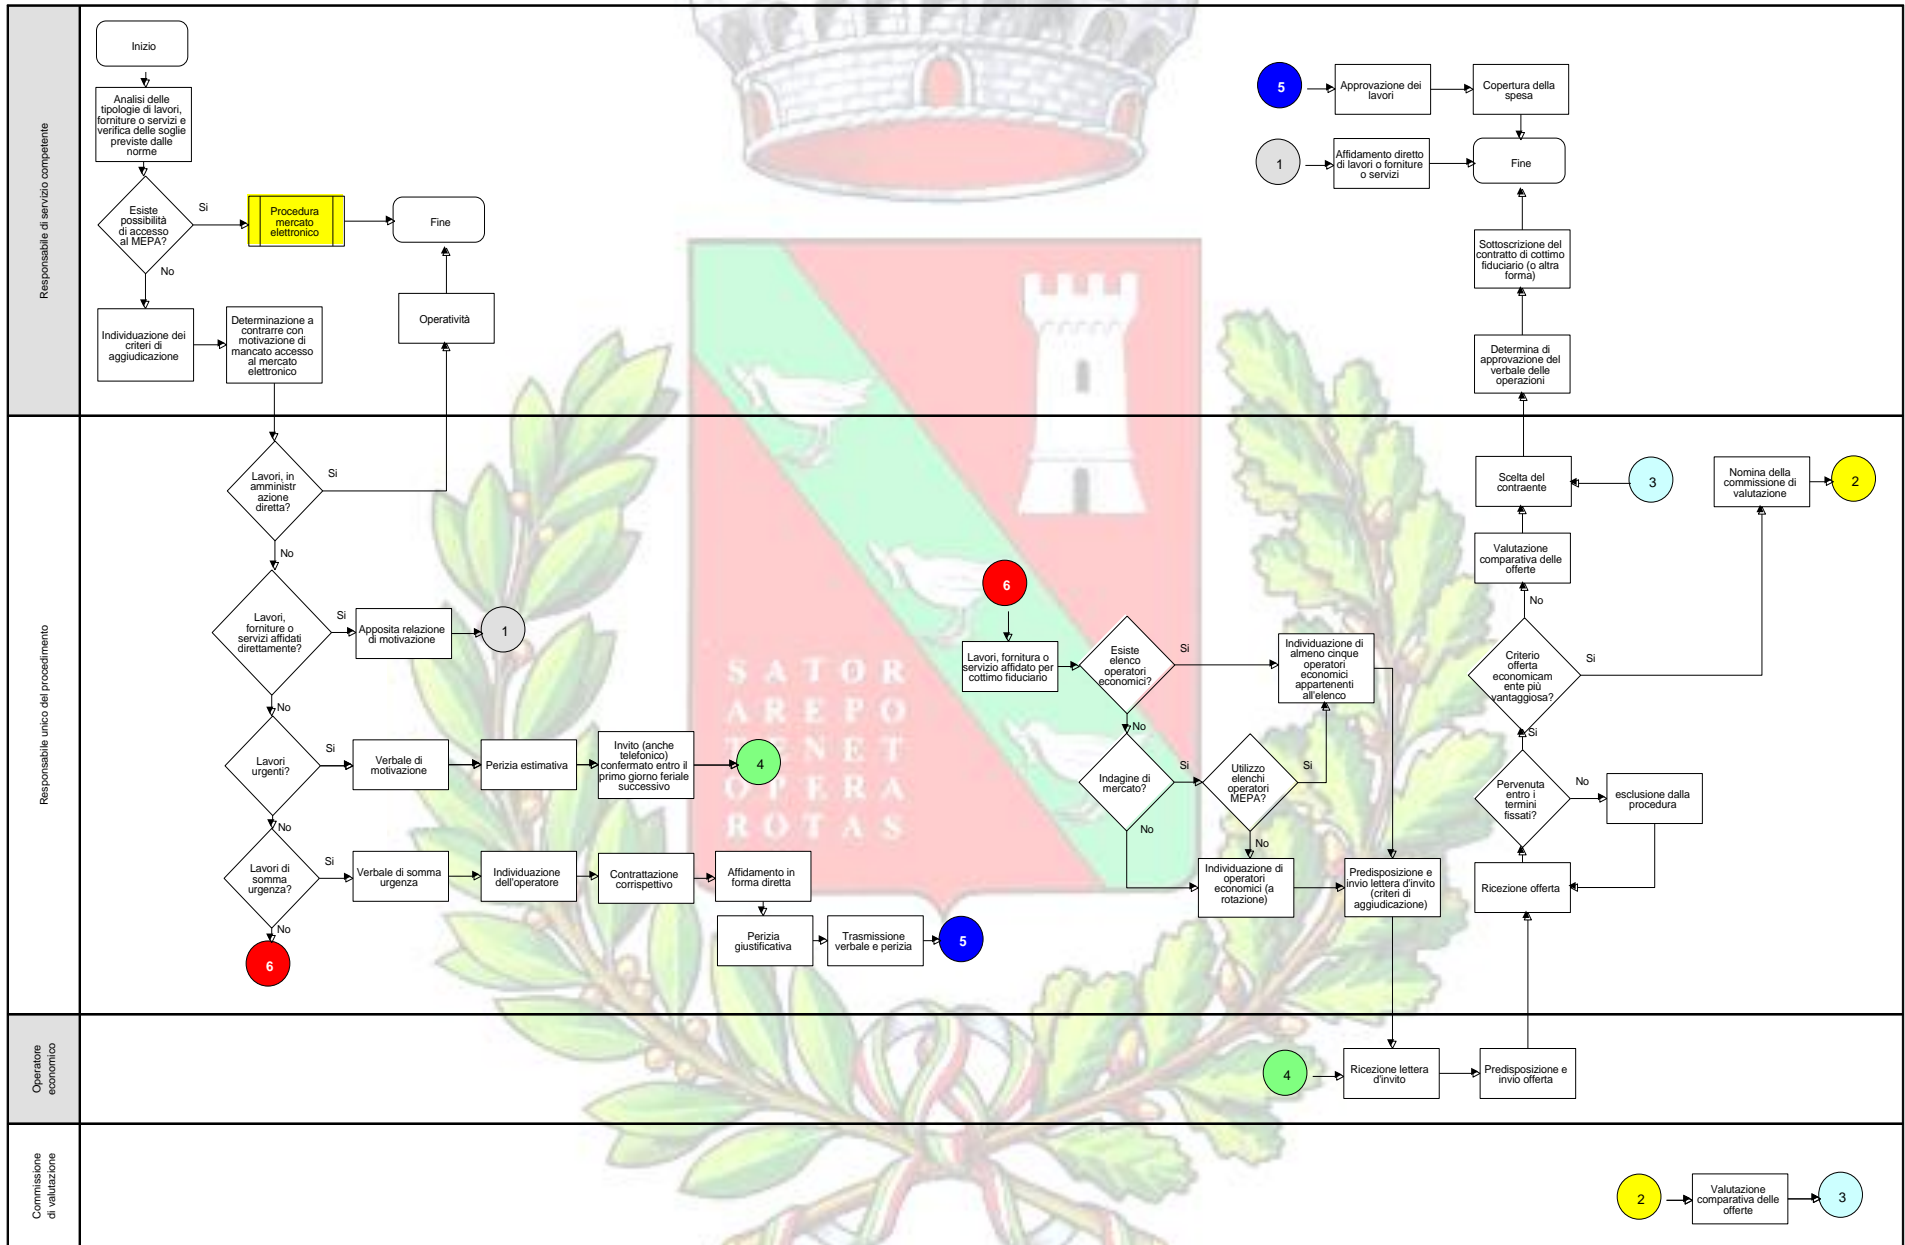 Responsabile di servizio competente
Inizio
Analisi delle
tipologie di lavori,
forniture o servizi e
verifica delle soglie
previste dalle
norme
Esiste
possibilità
di accesso
al MEPA?
Si
No
Procedura
mercato
elettronico
Fine
Individuazione dei
criteri di
aggiudicazione
Determinazione a
contrarre con
motivazione di
mancato accesso
al mercato
elettronico
Operatività
5
Approvazione dei
lavori
Copertura della
spesa
1
Affidamento diretto
di lavori o forniture
o servizi
Fine
Sottoscrizione del
contratto di cottimo
fiduciario (o altra
forma)
Determina di
approvazione del
verbale delle
operazioni
Responsabile unico del procedimento
Lavori, in
amministr
azione
diretta?
Si
No
Lavori,
forniture o
servizi affidati
direttamente?
Si
No
Apposita relazione
di motivazione
1
Lavori
urgenti?
Si
No
Verbale di
motivazione
Perizia estimativa
Invito (anche
telefonico)
confermato entro il
primo giorno feriale
successivo
4
Lavori di
somma
urgenza?
Si
No
Verbale di somma
urgenza
Individuazione
dell'operatore
Contrattazione
corrispettivo
Affidamento in
forma diretta
Perizia
giustificativa
Trasmissione
verbale e perizia
5
6
SATOR
AREPO
TENET
OPERA
ROTAS
6
Lavori, fornitura o
servizio affidato per
cottimo fiduciario
Esiste
elenco
operatori
economici?
Si
No
Individuazione di
almeno cinque
operatori
economici
appartenenti
all'elenco
Indagine di
mercato?
Si
No
Utilizzo
elenchi
operatori
MEPA?
Si
No
Individuazione di
operatori
economici (a
rotazione)
Predisposizione e
invio lettera d'invito
(criteri di
aggiudicazione)
Scelta del
contraente
3
Nomina della
commissione di
valutazione
2
Valutazione
comparativa delle
offerte
No
Criterio
offerta
economicam
ente più
vantaggiosa?
Si
Si
Pervenuta
entro i
termini
fissati?
No
esclusione dalla
procedura
Ricezione offerta
Operatore
economico
4
Ricezione lettera
d'invito
Predisposizione e
invio offerta
Commissione
di valutazione
2
Valutazione
comparativa delle
offerte
3